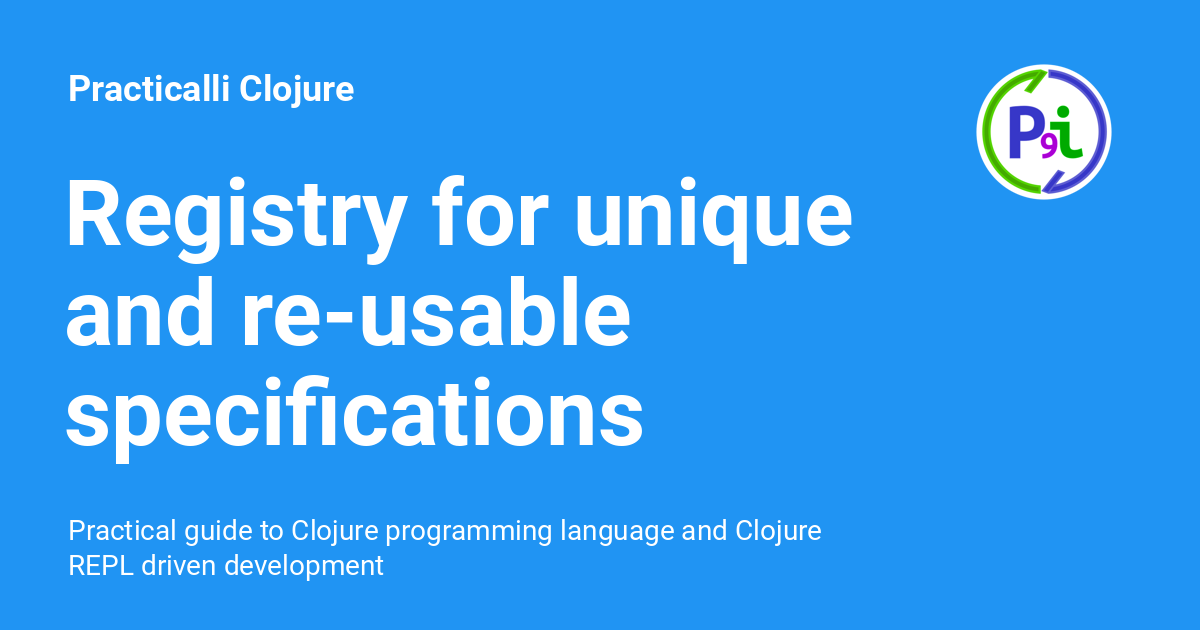 Practicalli Clojure
P9i
Registry for unique
and re-usable
specifications
Practical guide to Clojure programming language and Clojure
REPL driven development